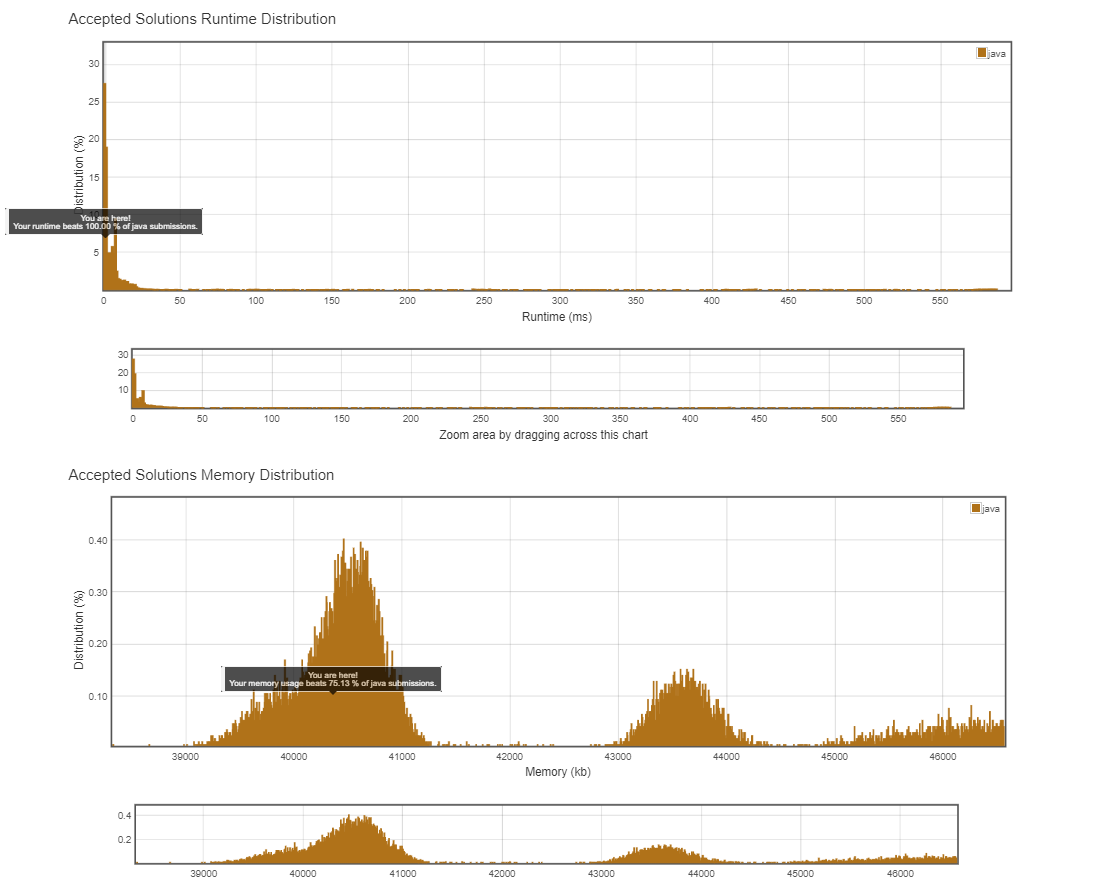 Accepted Solutions Runtime Distribution
java
Distribution (%)
30
25
20
15
10
5
You are here!
Your runtime beats 100.00 % of java submissions.
0 50 100 150 200 250 300 350 400 450 500 550
Runtime (ms)
30
20
10
0 50 100 150 200 250 300 350 400 450 500 550
Zoom area by dragging across this chart
Accepted Solutions Memory Distribution
java
Distribution (%)
0.40
0.30
0.20
0.10
You are here!
Your memory usage beats 75.13 % of java submissions.
39000 40000 41000 42000 43000 44000 45000 46000
Memory (kb)
0.4
0.2
39000 40000 41000 42000 43000 44000 45000 46000